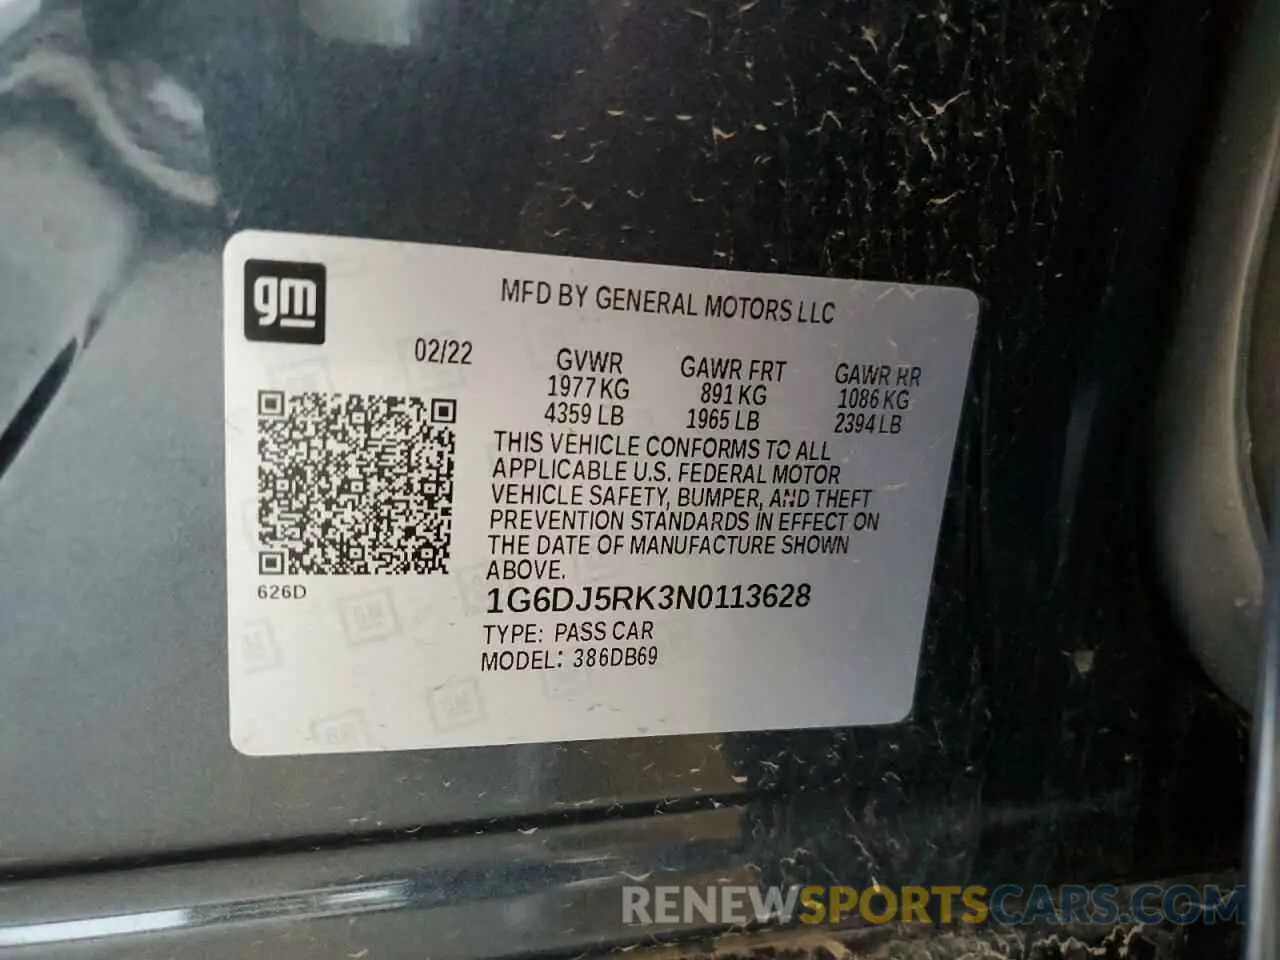 gm
MFD BY GENERAL MOTORS LLC
02/22
GVWR GAWR FRT GAWR RR
1977 KG 891 KG 1086 KG
4359 LB 1965 LB 2394 LB
THIS VEHICLE CONFORMS TO ALL
APPLICABLE U.S. FEDERAL MOTOR
VEHICLE SAFETY, BUMPER, AND THEFT
PREVENTION STANDARDS IN EFFECT ON
THE DATE OF MANUFACTURE SHOWN
ABOVE.
626D
1G6DJ5RK3N0113628
TYPE: PASS CAR
MODEL: 386DB69
RENEWSPORTSCARS.COM